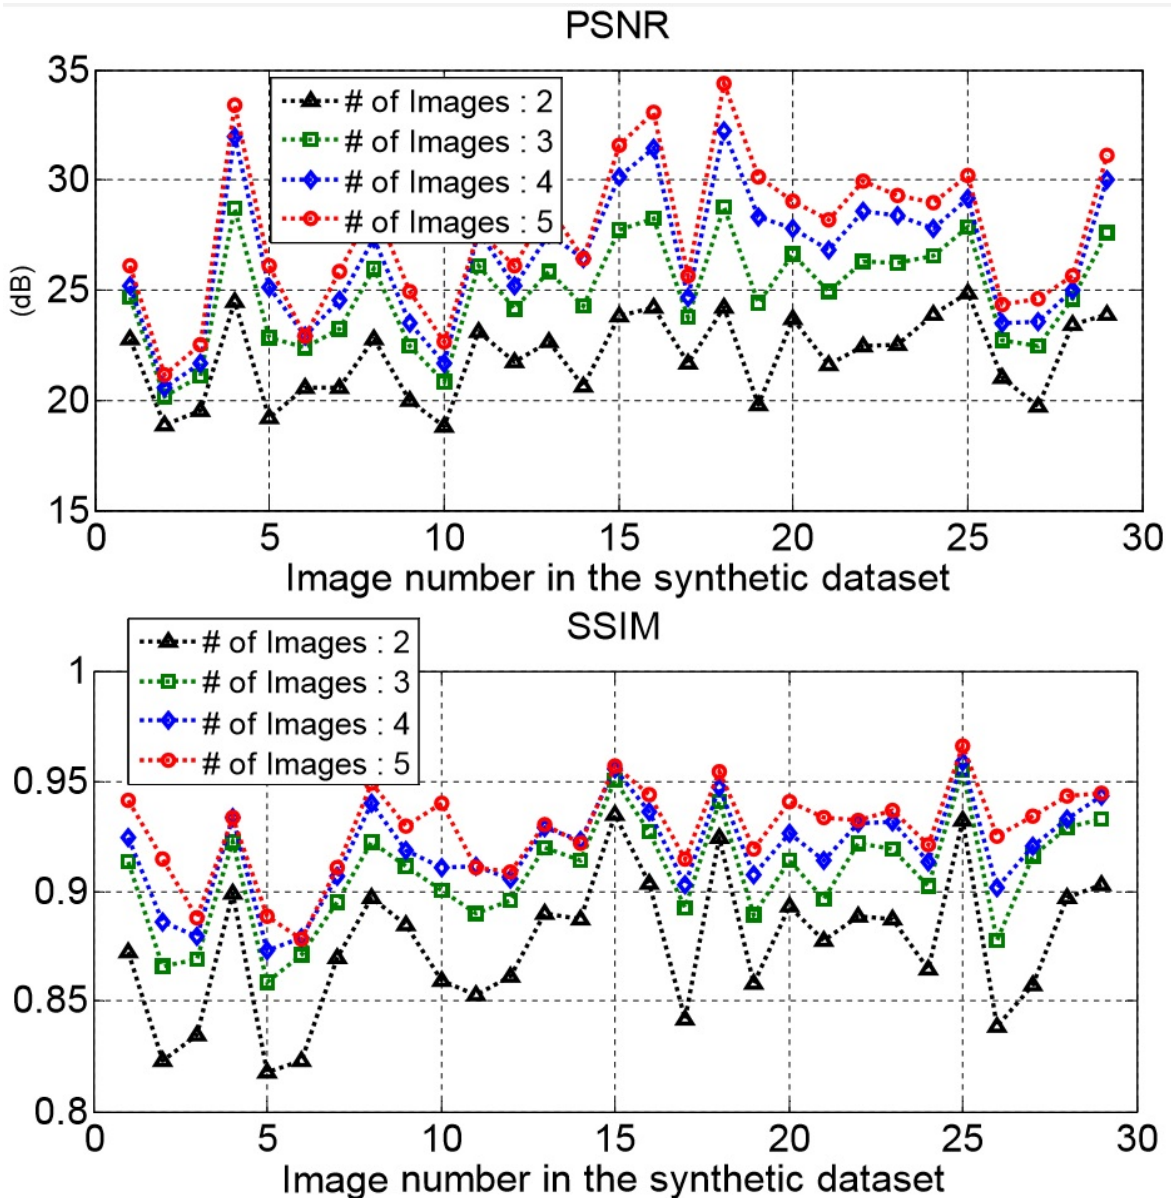 PSNR
35
30
25
20
15
(dB)
# of Images : 2
# of Images : 3
# of Images : 4
# of Images : 5
0 5 10 15 20 25 30
Image number in the synthetic dataset
SSIM
# of Images : 2
# of Images : 3
# of Images : 4
# of Images : 5
1
0.95
0.9
0.85
0.8
0 5 10 15 20 25 30
Image number in the synthetic dataset